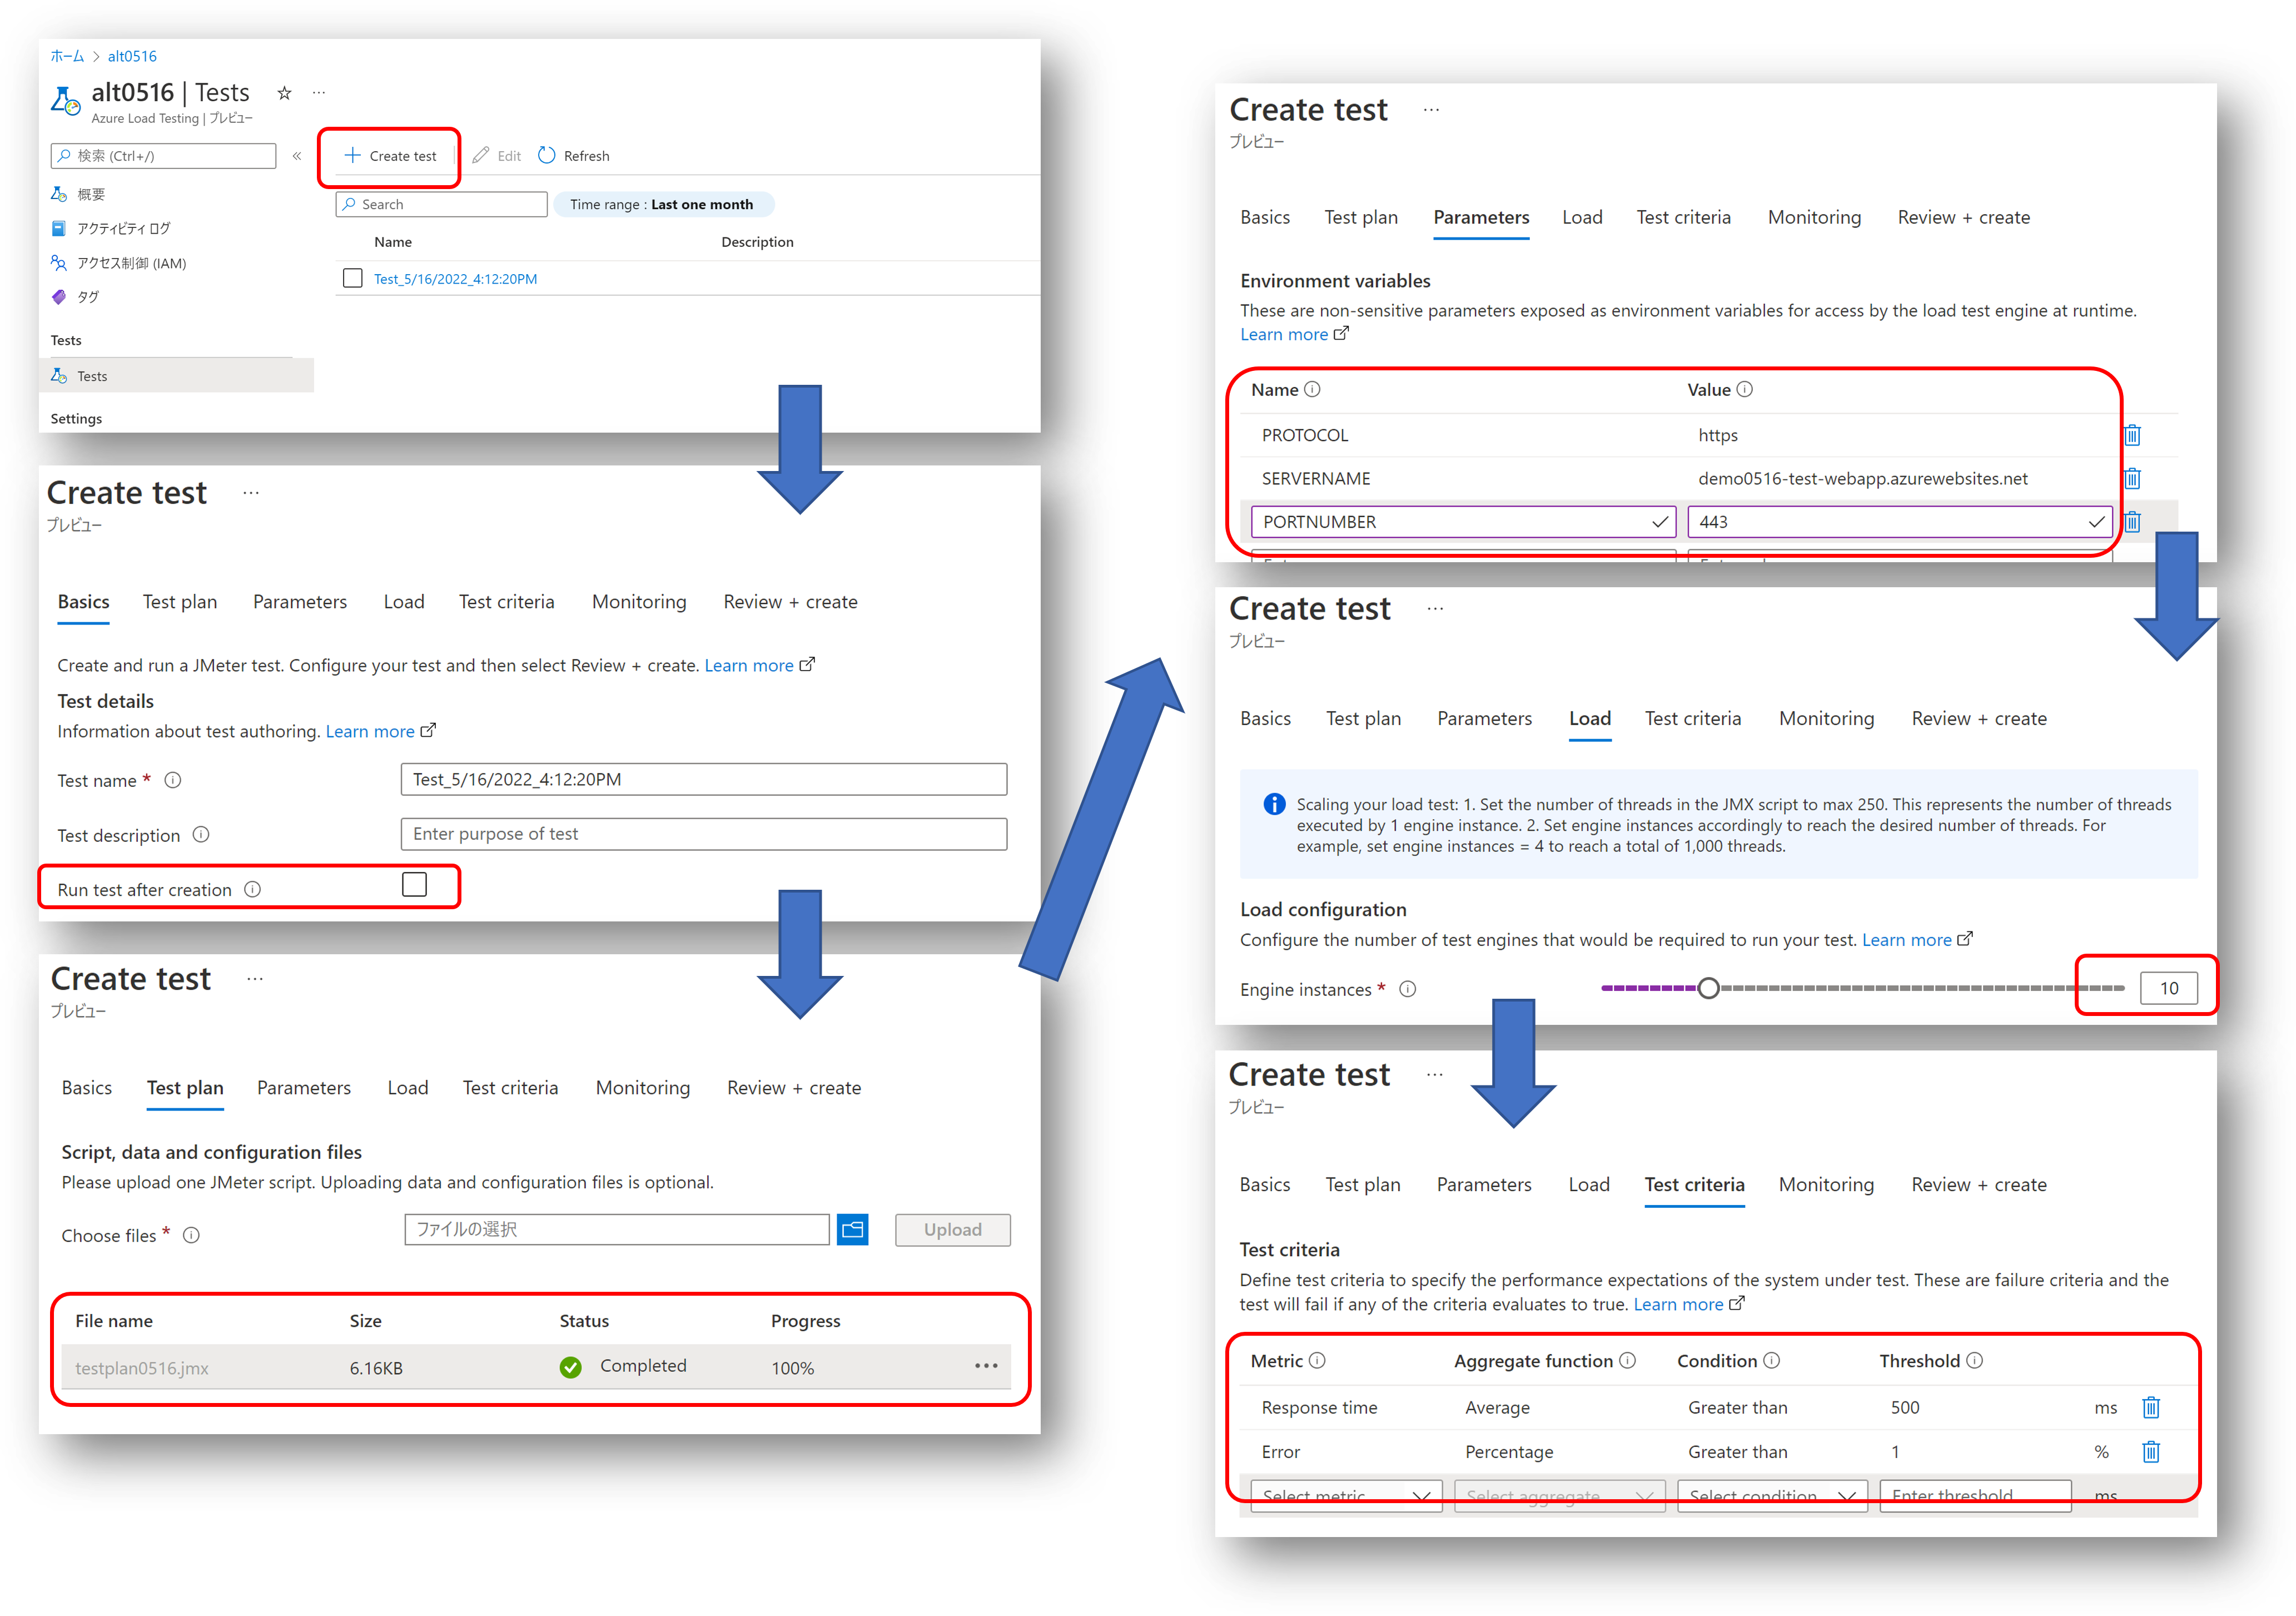 ホーム > alt0516
alt0516 | Tests ☆ ···
Azure Load Testing | プレビュー
検索 (Ctrl+/) «
概要
アクティビティ ログ
アクセス制御 (IAM)
タグ
Tests
Tests
Settings
+ Create test Edit Refresh
Search Time range : Last one month
Name Description
Test_5/16/2022_4:12:20PM
Create test ···
プレビュー
Basics Test plan Parameters Load Test criteria Monitoring Review + create
Create and run a JMeter test. Configure your test and then select Review + create. Learn more
Test details
Information about test authoring. Learn more
Test name * Test_5/16/2022_4:12:20PM
Test description Enter purpose of test
Run test after creation
Create test ···
プレビュー
Basics Test plan Parameters Load Test criteria Monitoring Review + create
Script, data and configuration files
Please upload one JMeter script. Uploading data and configuration files is optional.
Choose files * ファイルの選択 Upload
File name Size Status Progress
testplan0516.jmx 6.16KB Completed 100% ···
Create test ···
プレビュー
Basics Test plan Parameters Load Test criteria Monitoring Review + create
Environment variables
These are non-sensitive parameters exposed as environment variables for access by the load test engine at runtime.
Learn more
Name Value
PROTOCOL https
SERVERNAME demo0516-test-webapp.azurewebsites.net
PORTNUMBER 443
Create test ···
プレビュー
Basics Test plan Parameters Load Test criteria Monitoring Review + create
Scaling your load test: 1. Set the number of threads in the JMX script to max 250. This represents the number of threads
executed by 1 engine instance. 2. Set engine instances accordingly to reach the desired number of threads. For
example, set engine instances = 4 to reach a total of 1,000 threads.
Load configuration
Configure the number of test engines that would be required to run your test. Learn more
Engine instances * 10
Create test ···
プレビュー
Basics Test plan Parameters Load Test criteria Monitoring Review + create
Test criteria
Define test criteria to specify the performance expectations of the system under test. These are failure criteria and the
test will fail if any of the criteria evaluates to true. Learn more
Metric Aggregate function Condition Threshold
Response time Average Greater than 500 ms
Error Percentage Greater than 1 %
Select metric Select aggregate Select condition Enter threshold ms